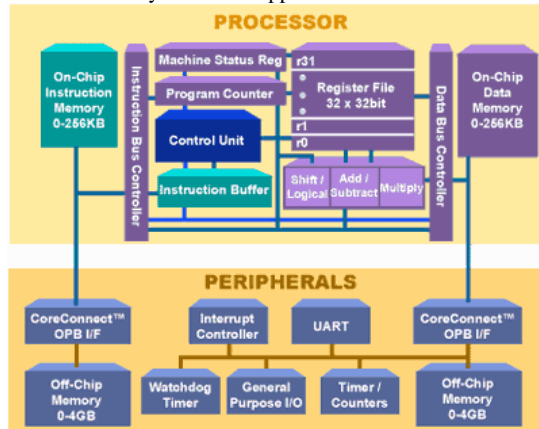 PROCESSOR
On-Chip
Instruction
Memory
0-256KB
Instruction Bus Controller
Machine Status Reg
Program Counter
Control Unit
Instruction Buffer
r31
Register File
32 x 32bit
r1
r0
Shift /
Logical
Add /
Subtract
Multiply
Data Bus Controller
On-Chip
Data
Memory
0-256KB
PERIPHERALS
CoreConnect™
OPB I/F
Interrupt
Controller
UART
CoreConnect™
OPB I/F
Off-Chip
Memory
0-4GB
Watchdog
Timer
General
Purpose I/O
Timer /
Counters
Off-Chip
Memory
0-4GB